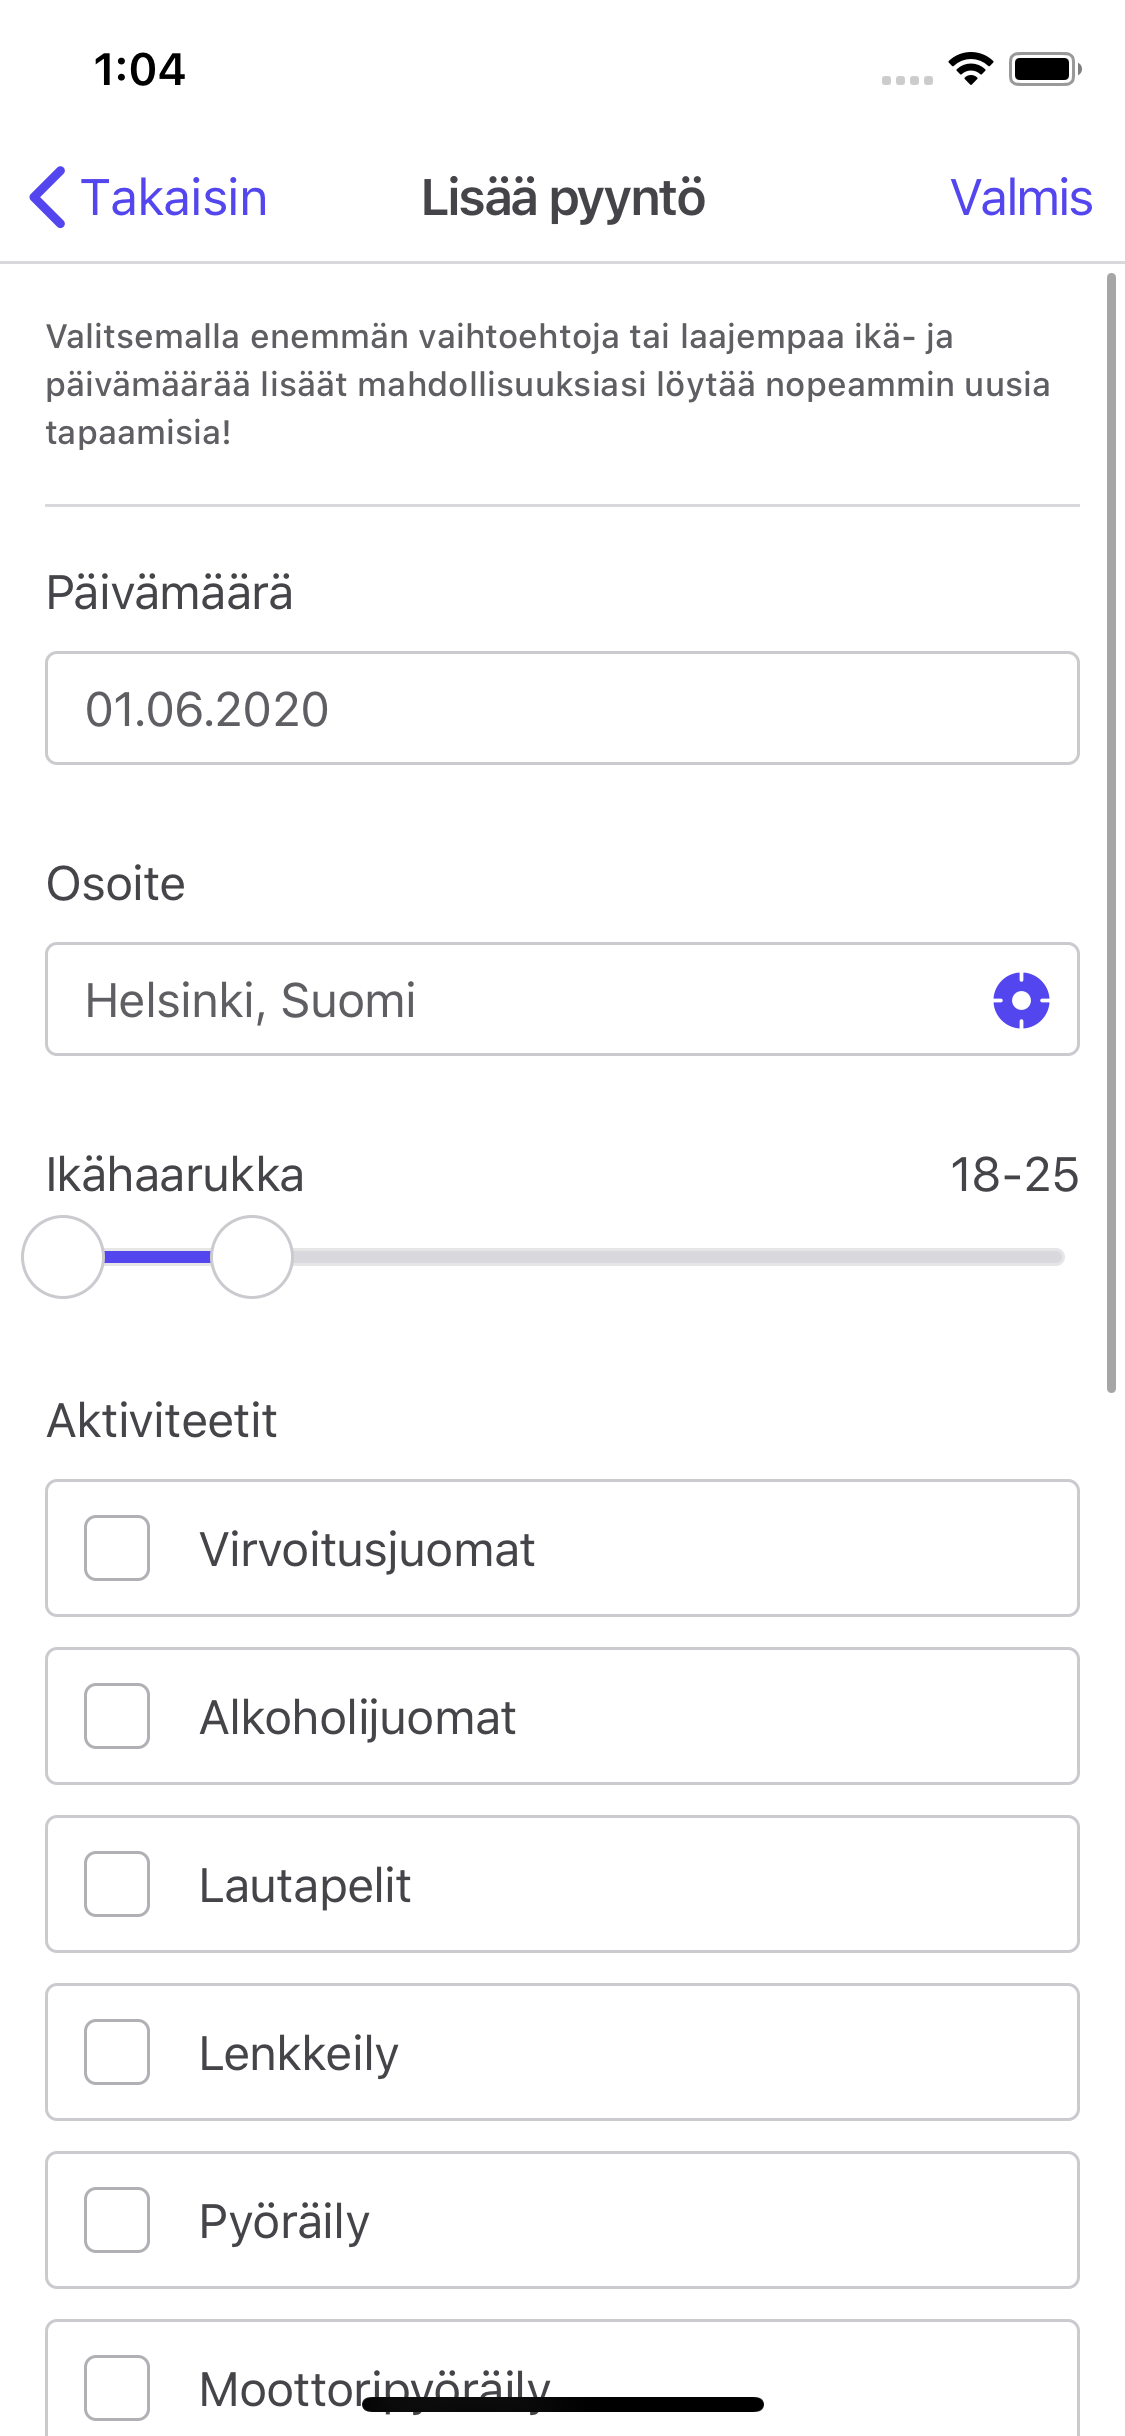 1:04
Takaisin
Lisää pyyntö
Valmis
Valitsemalla enemmän vaihtoehtoja tai laajempaa ikä- ja
päivämäärää lisäät mahdollisuuksiasi löytää nopeammin uusia
tapaamisia!
Päivämäärä
01.06.2020
Osoite
Helsinki, Suomi
Ikähaarukka
18-25
Aktiviteetit
Virvoitusjuomat
Alkoholijuomat
Lautapelit
Lenkkeily
Pyöräily
Moottoripyöräily